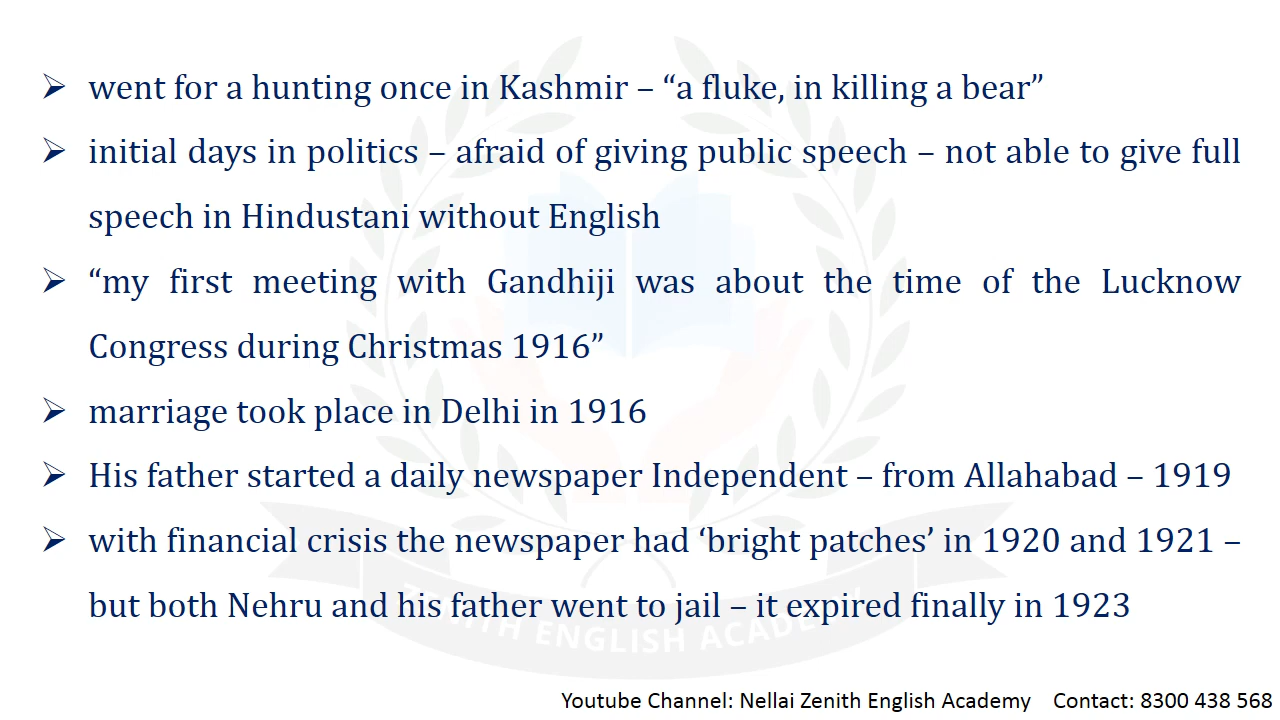 ➢ went for a hunting once in Kashmir – “a fluke, in killing a bear”
➢ initial days in politics – afraid of giving public speech – not able to give full
speech in Hindustani without English
➢ “my first meeting with Gandhiji was about the time of the Lucknow
Congress during Christmas 1916”
➢ marriage took place in Delhi in 1916
➢ His father started a daily newspaper Independent – from Allahabad – 1919
➢ with financial crisis the newspaper had ‘bright patches’ in 1920 and 1921 –
but both Nehru and his father went to jail – it expired finally in 1923
ZENITH ENGLISH ACADEMY
Youtube Channel: Nellai Zenith English Academy Contact: 8300 438 568